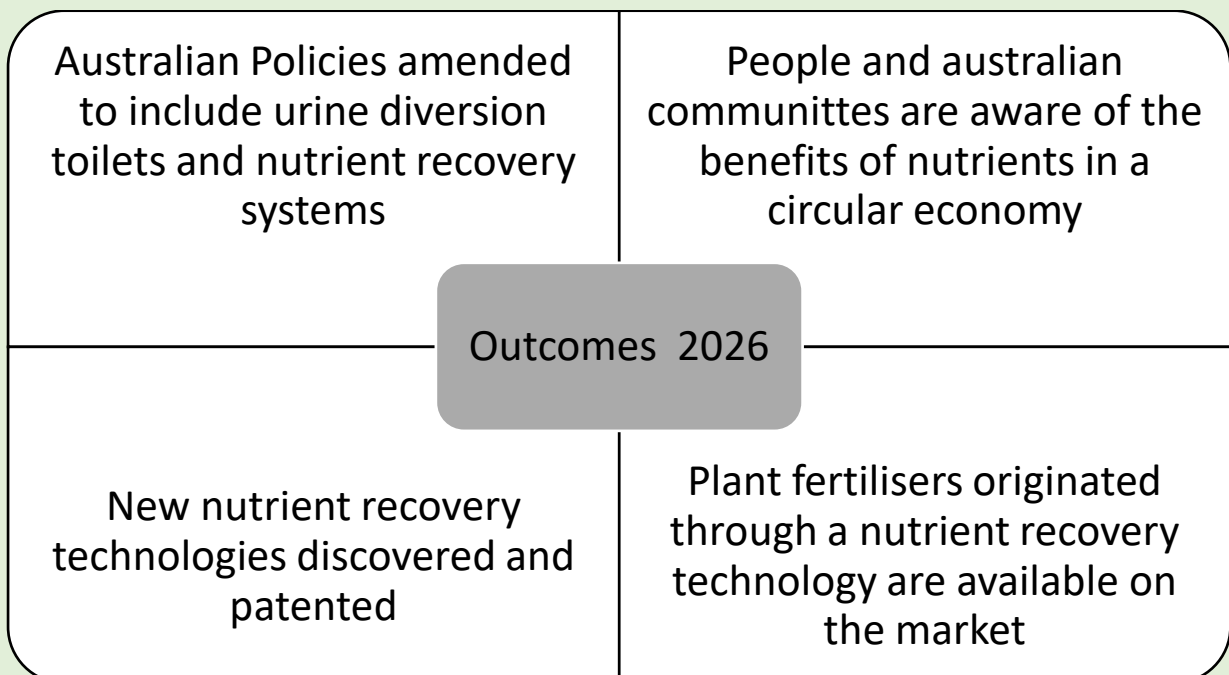 Australian Policies amended
to include urine diversion
toilets and nutrient recovery
systems
People and australian
communittes are aware of the
benefits of nutrients in a
circular economy
Outcomes 2026
New nutrient recovery
technologies discovered and
patented
Plant fertilisers originated
through a nutrient recovery
technology are available on
the market